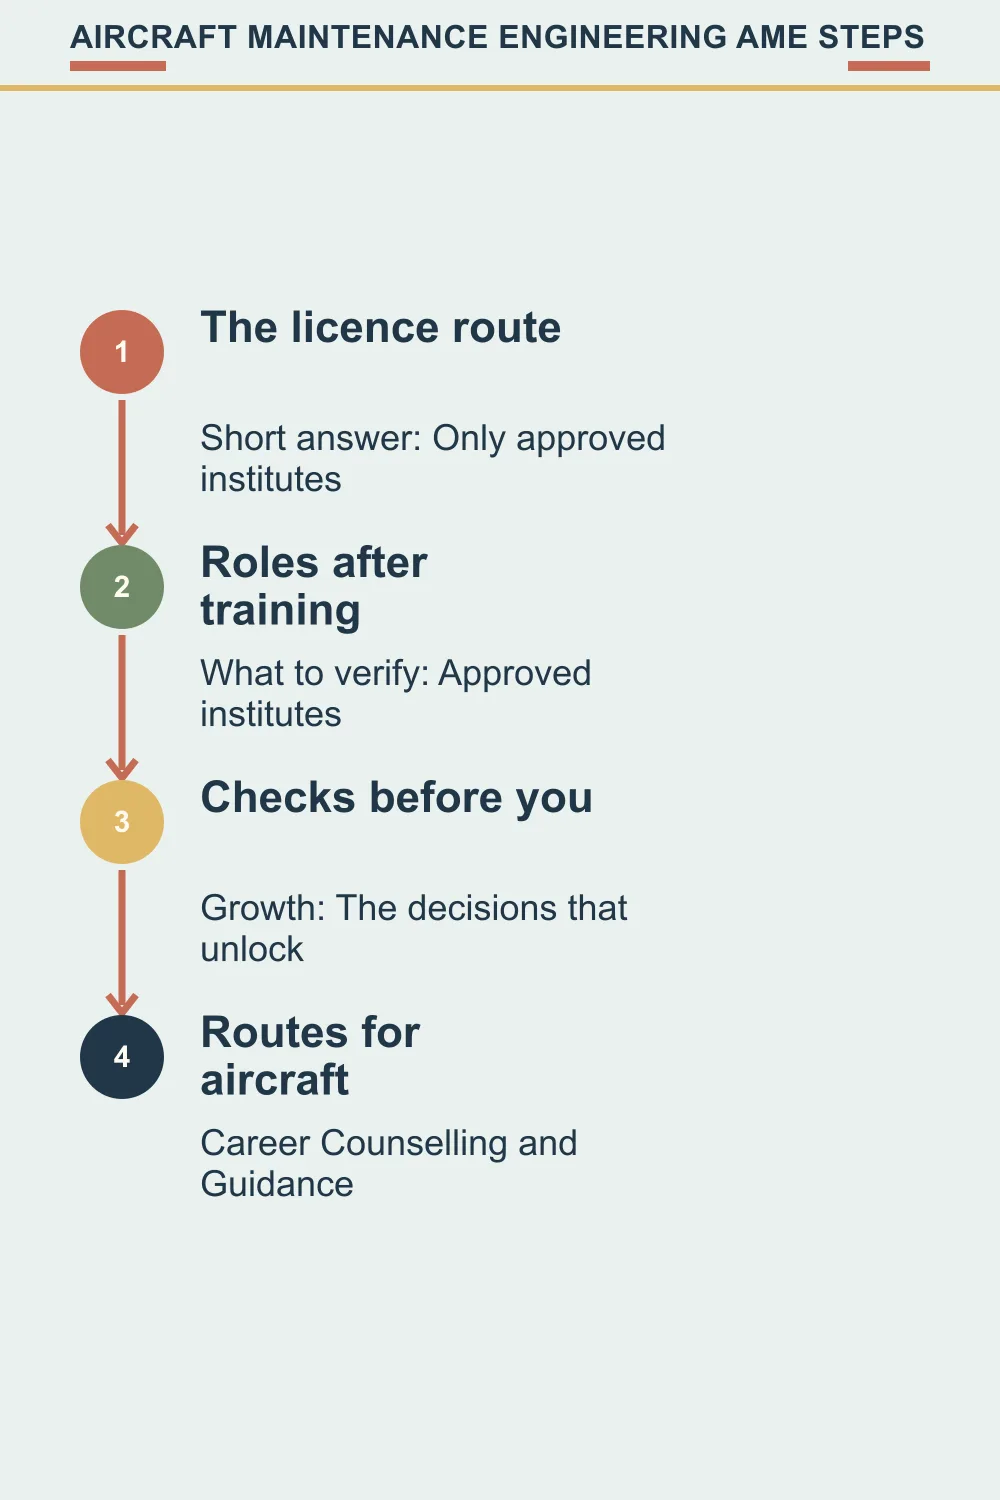 AIRCRAFT MAINTENANCE ENGINEERING AME STEPS
1
The licence route
Short answer: Only approved
institutes
2
Roles after
training
What to verify: Approved
institutes
3
Checks before you
Growth: The decisions that
unlock
4
Routes for
aircraft
Career Counselling and
Guidance